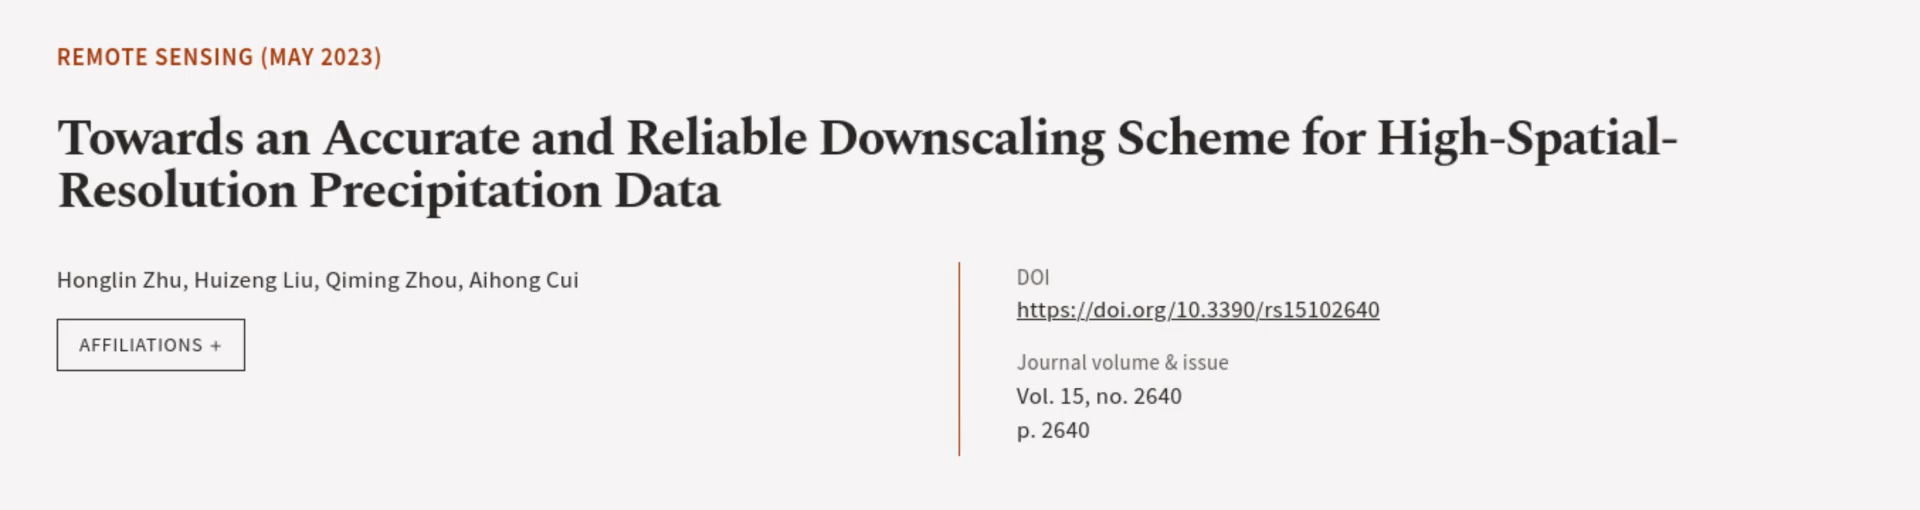 REMOTE SENSING (MAY 2023)
Towards an Accurate and Reliable Downscaling Scheme for High-Spatial-
Resolution Precipitation Data
Honglin Zhu, Huizeng Liu, Qiming Zhou, Aihong Cui
AFFILIATIONS +
DOI
https://doi.org/10.3390/rs15102640
Journal volume & issue
Vol. 15, no. 2640
p. 2640